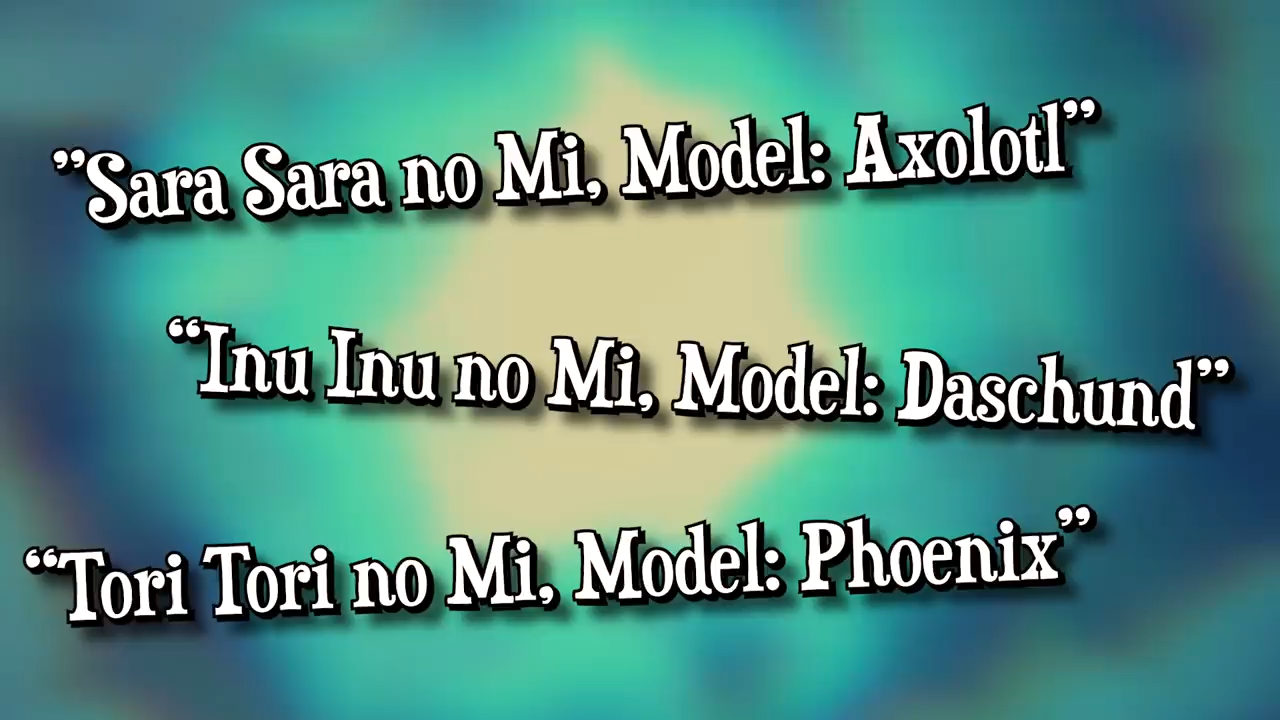 ”Sara Sara no Mi, Model: Axolotl”
“Inu Inu no Mi, Model: Daschund”
“Tori Tori no Mi, Model: Phoenix”